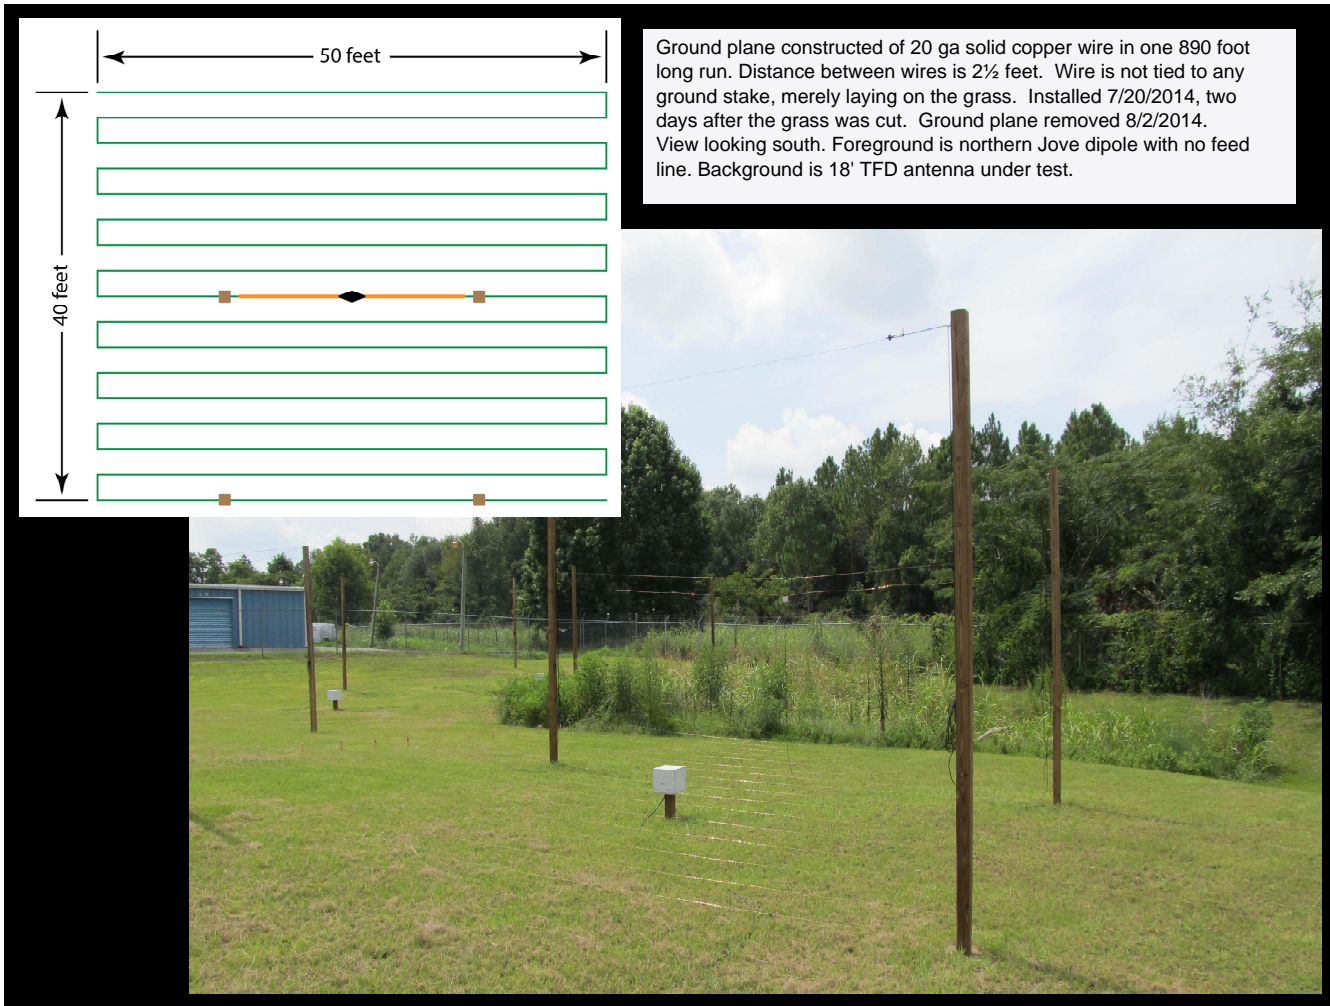 50 feet
40 feet
Ground plane constructed of 20 ga solid copper wire in one 890 foot
long run. Distance between wires is 2½ feet.  Wire is not tied to any
ground stake, merely laying on the grass.  Installed 7/20/2014, two
days after the grass was cut.  Ground plane removed 8/2/2014.
View looking south. Foreground is northern Jove dipole with no feed
line. Background is 18' TFD antenna under test.